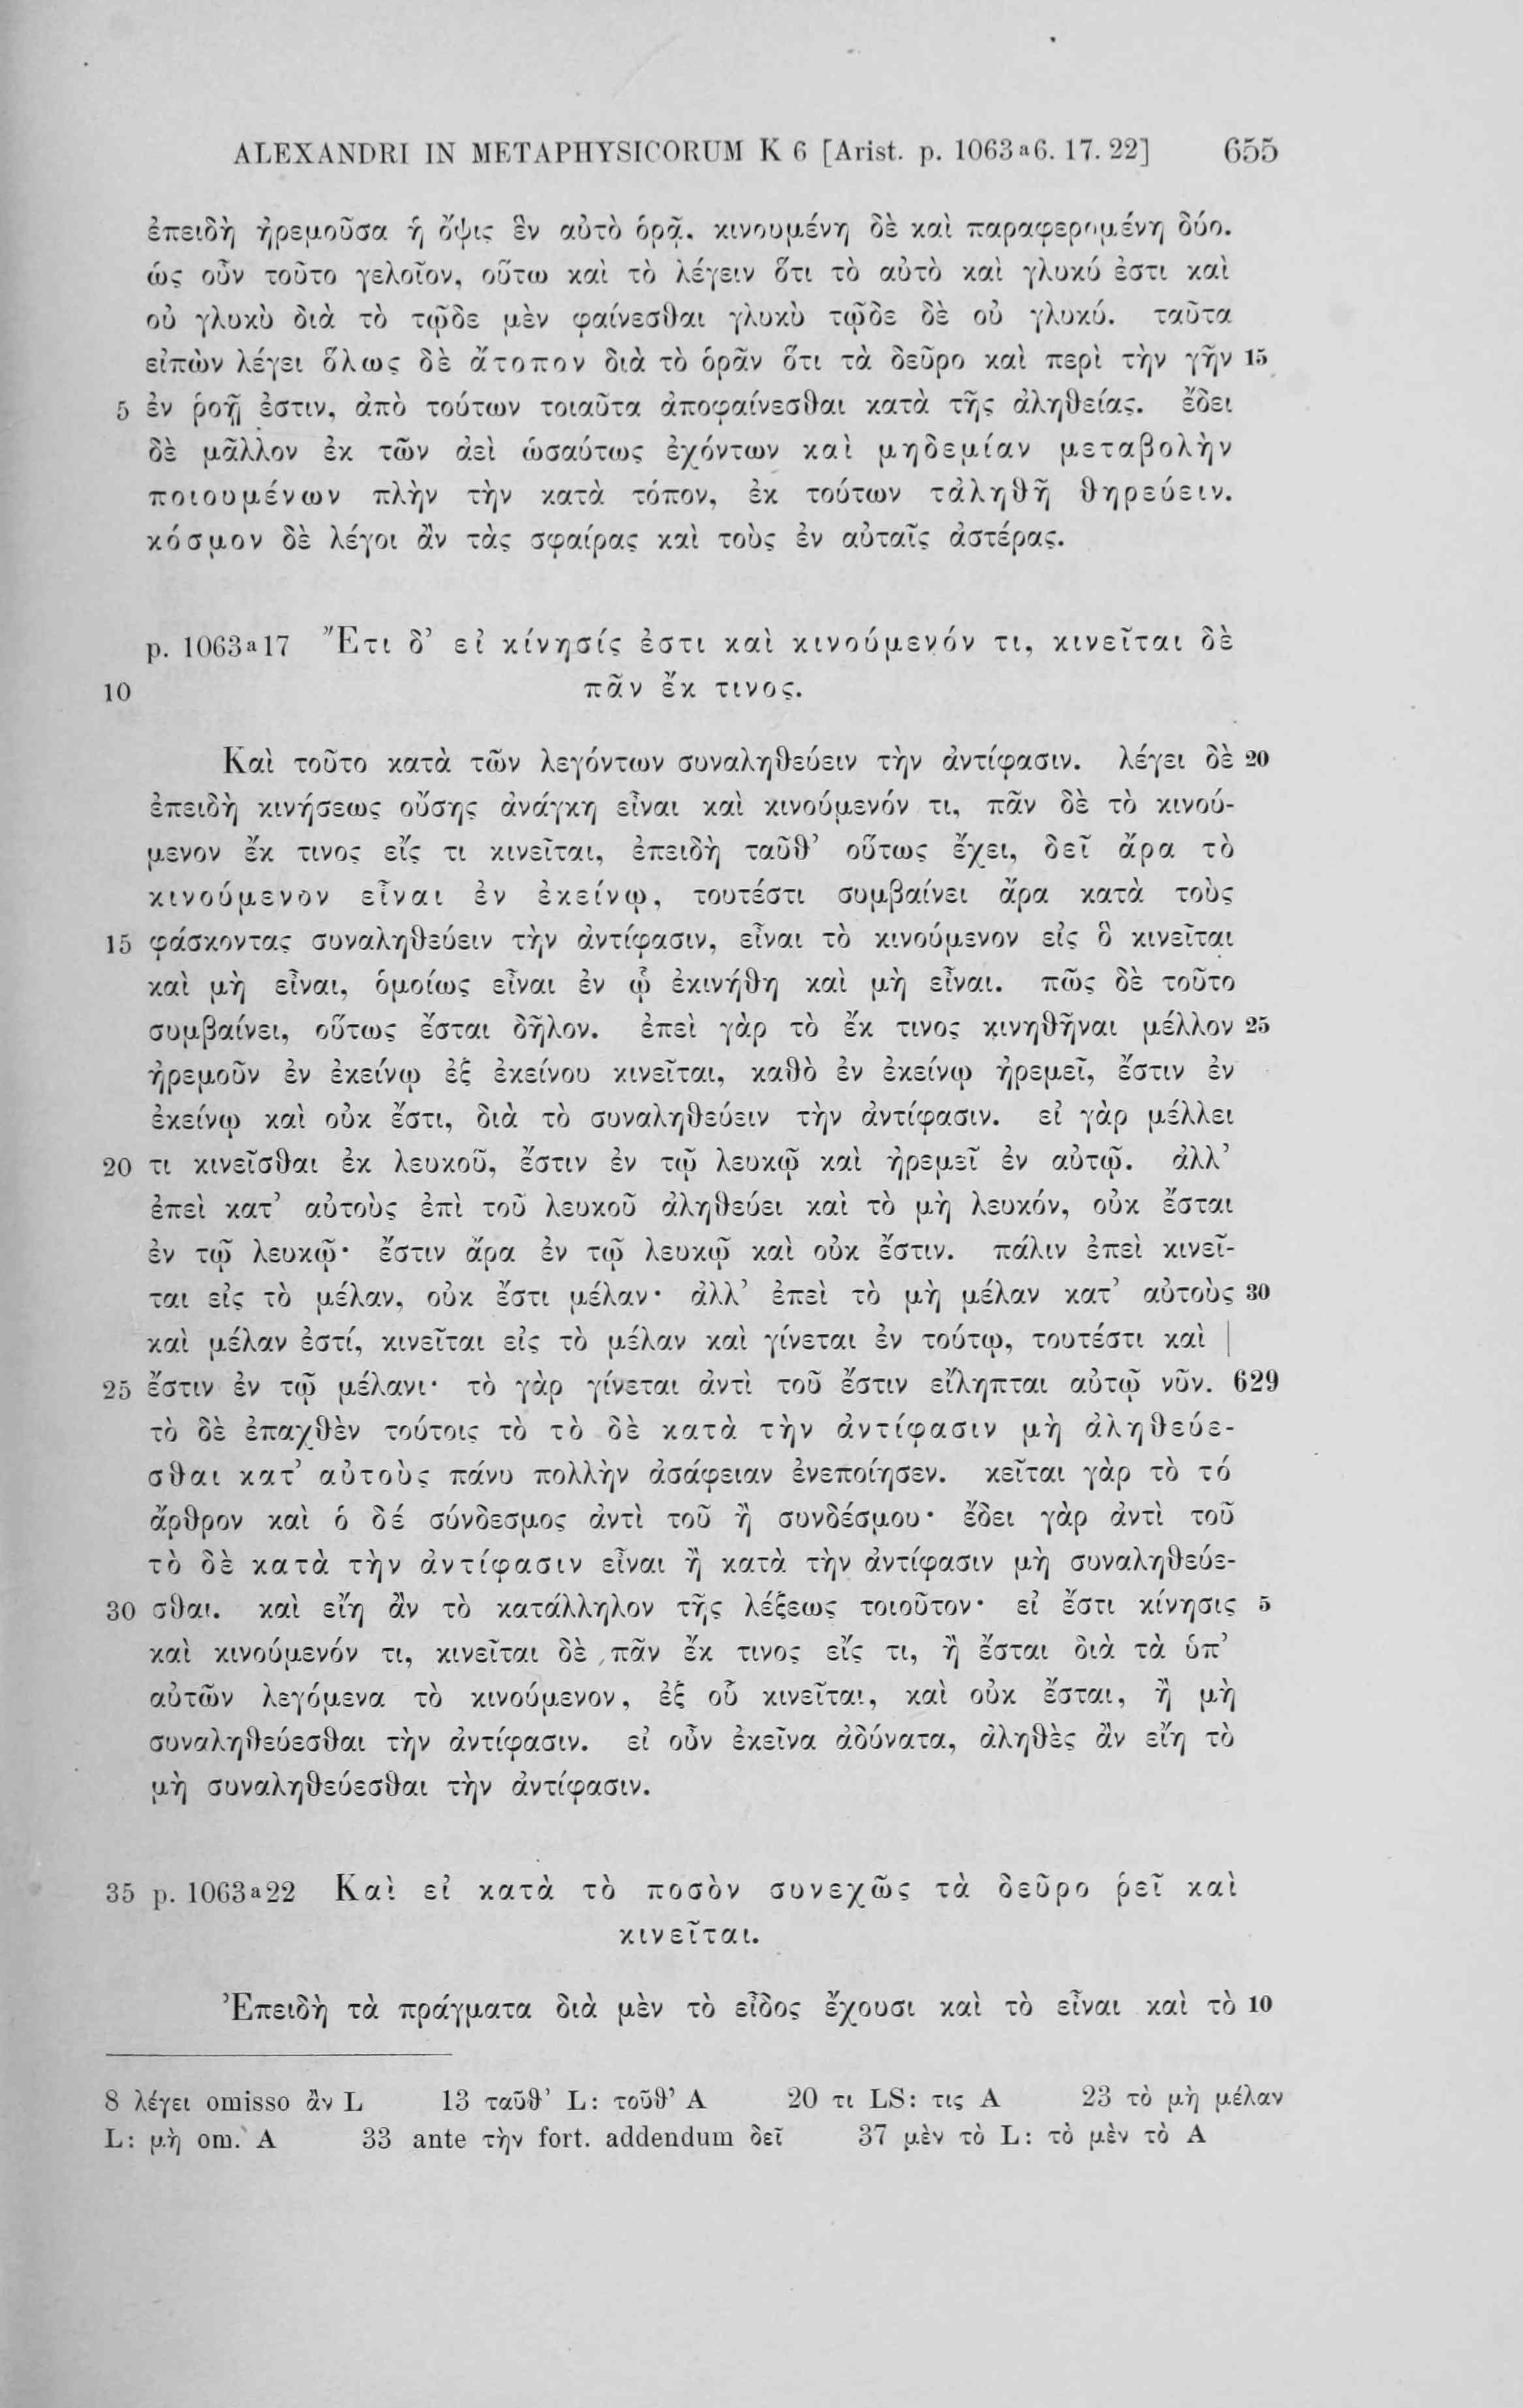 ALEXANDRI IN METAPHYSICORUM K 6 [Arist. p. 1063a6. 17. 22] 655
ἐπειδὴ ἠρεμοῦσα ἡ ὄψις ἓν αὐτὸ ὁρᾷ, κινουμένη δὲ καὶ παραφερομένη δύο.
ὡς οὖν τοῦτο γελοῖον, οὕτω καὶ τὸ λέγειν ὅτι τὸ αὐτὸ καὶ γλυκύ ἐστι καὶ
οὐ γλυκὺ διὰ τὸ τῷδε μὲν φαίνεσθαι γλυκὺ τῷδε δὲ οὐ γλυκύ. ταῦτα
εἰπὼν λέγει ὅλως δὲ ἄτοπον διὰ τὸ ὁρᾶν ὅτι τὰ δεῦρο καὶ περὶ τὴν γῆν 15
5 ἐν ῥοῇ ἐστιν, ἀπὸ τούτων τοιαῦτα ἀποφαίνεσθαι κατὰ τῆς ἀληθείας. ἔδει
δὲ μᾶλλον ἐκ τῶν ἀεὶ ὡσαύτως ἐχόντων καὶ μηδεμίαν μεταβολὴν
ποιουμένων πλὴν τὴν κατὰ τόπον, ἐκ τούτων τἀληθῆ θηρεύειν.
κόσμον δὲ λέγοι ἂν τὰς σφαίρας καὶ τοὺς ἐν αὐταῖς ἀστέρας.
p. 1063a17 Ἔτι δ’ εἰ κίνησίς ἐστι καὶ κινούμενόν τι, κινεῖται δὲ
10 πᾶν ἔκ τινος.
Καὶ τοῦτο κατὰ τῶν λεγόντων συναληθεύειν τὴν ἀντίφασιν. λέγει δὲ 20
ἐπειδὴ κινήσεως οὔσης ἀνάγκη εἶναι καὶ κινούμενόν τι, πᾶν δὲ τὸ κινού-
μενον ἔκ τινος εἴς τι κινεῖται, ἐπειδὴ ταῦθ’ οὕτως ἔχει, δεῖ ἄρα τὸ
κινούμενον εἶναι ἐν ἐκείνῳ, τουτέστι συμβαίνει ἄρα κατὰ τοὺς
15 φάσκοντας συναληθεύειν τὴν ἀντίφασιν, εἶναι τὸ κινούμενον εἰς ὃ κινεῖται
καὶ μὴ εἶναι, ὁμοίως εἶναι ἐν ᾧ ἐκινήθη καὶ μὴ εἶναι. πῶς δὲ τοῦτο
συμβαίνει, οὕτως ἔσται δῆλον. ἐπεὶ γὰρ τὸ ἔκ τινος κινηθῆναι μέλλον 25
ἠρεμοῦν ἐν ἐκείνῳ ἐξ ἐκείνου κινεῖται, καθὸ ἐν ἐκείνῳ ἠρεμεῖ, ἔστιν ἐν
ἐκείνῳ καὶ οὐκ ἔστι, διὰ τὸ συναληθεύειν τὴν ἀντίφασιν. εἰ γὰρ μέλλει
20 τι κινεῖσθαι ἐκ λευκοῦ, ἔστιν ἐν τῷ λευκῷ καὶ ἠρεμεῖ ἐν αὐτῷ. ἀλλ’
ἐπεὶ κατ’ αὐτοὺς ἐπὶ τοῦ λευκοῦ ἀληθεύει καὶ τὸ μὴ λευκόν, οὐκ ἔσται
ἐν τῷ λευκῷ· ἔστιν ἄρα ἐν τῷ λευκῷ καὶ οὐκ ἔστιν. πάλιν ἐπεὶ κινεῖ-
ται εἰς τὸ μέλαν, οὐκ ἔστι μέλαν· ἀλλ’ ἐπεὶ τὸ μὴ μέλαν κατ’ αὐτοὺς 30
καὶ μέλαν ἐστί, κινεῖται εἰς τὸ μέλαν καὶ γίνεται ἐν τούτῳ, τουτέστι καὶ |
25 ἔστιν ἐν τῷ μέλανι· τὸ γὰρ γίνεται ἀντὶ τοῦ ἔστιν εἴληπται αὐτῷ νῦν. 629
τὸ δὲ ἐπαχθὲν τούτοις τὸ τὸ δὲ κατὰ τὴν ἀντίφασιν μὴ ἀληθεύε-
σθαι κατ’ αὐτοὺς πάνυ πολλὴν ἀσάφειαν ἐνεποίησεν. κεῖται γὰρ τὸ τό
ἄρθρον καὶ ὁ δέ σύνδεσμος ἀντὶ τοῦ ἢ συνδέσμου· ἔδει γὰρ ἀντὶ τοῦ
τὸ δὲ κατὰ τὴν ἀντίφασιν εἶναι ἢ κατὰ τὴν ἀντίφασιν μὴ συναληθεύε-
30 σθαι. καὶ εἴη ἂν τὸ κατάλληλον τῆς λέξεως τοιοῦτον· εἰ ἔστι κίνησις 5
καὶ κινούμενόν τι, κινεῖται δὲ πᾶν ἔκ τινος εἴς τι, ἢ ἔσται διὰ τὰ ὑπ’
αὐτῶν λεγόμενα τὸ κινούμενον, ἐξ οὗ κινεῖται, καὶ οὐκ ἔσται, ἢ μὴ
συναληθεύεσθαι τὴν ἀντίφασιν. εἰ οὖν ἐκεῖνα ἀδύνατα, ἀληθὲς ἂν εἴη τὸ
μὴ συναληθεύεσθαι τὴν ἀντίφασιν.
35 p. 1063a22 Καὶ εἰ κατὰ τὸ ποσὸν συνεχῶς τὰ δεῦρο ῥεῖ καὶ
κινεῖται.
Ἐπειδὴ τὰ πράγματα διὰ μὲν τὸ εἶδος ἔχουσι καὶ τὸ εἶναι καὶ τὸ 10
8 λέγει omisso ἂν L 13 ταῦθ’ L: τοῦθ’ A 20 τι LS: τις A 23 τὸ μὴ μέλαν
L: μὴ om. A 33 ante τὴν fort. addendum δεῖ 37 μὲν τὸ L: τὸ μὲν τὸ A